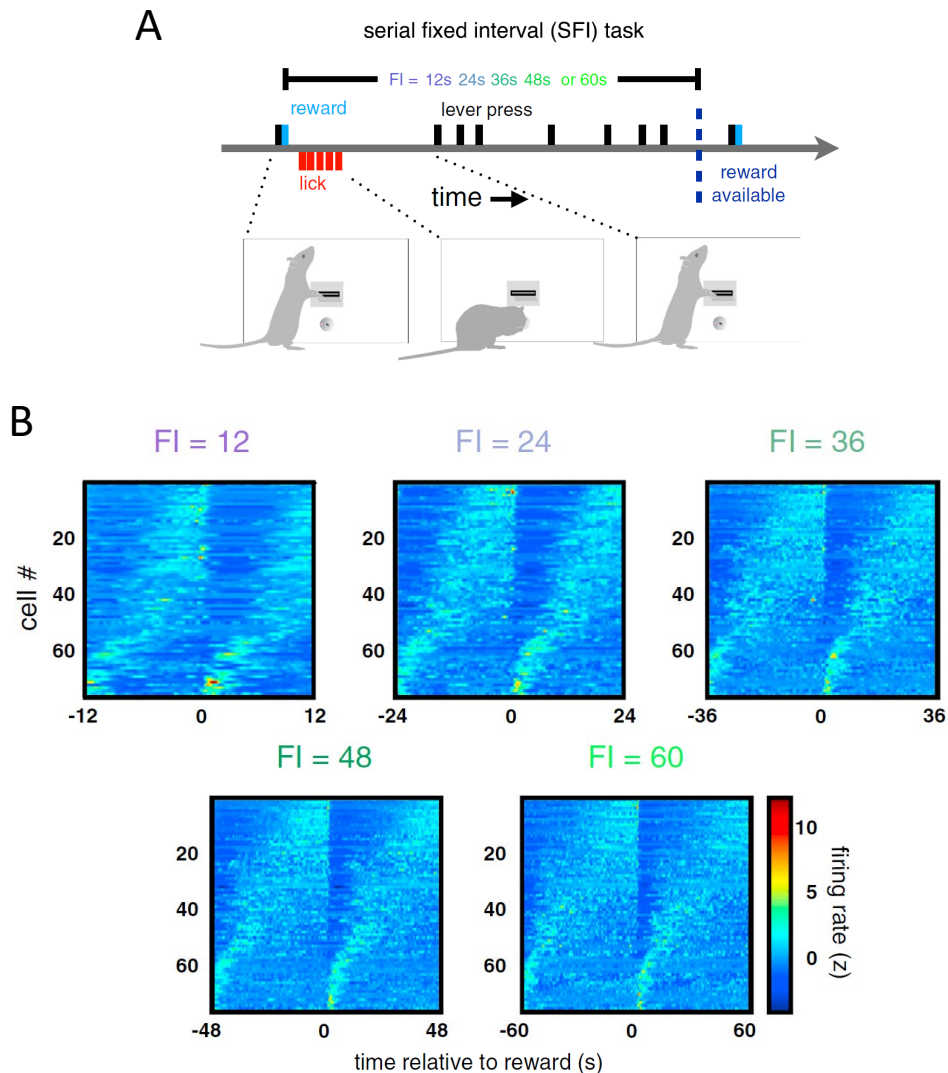 A
serial fixed interval (SFI) task
FI = 12s 24s 36s 48s or 60s
reward
lever press
lick
time
reward
available
B
FI = 12
FI = 24
FI = 36
cell #
20
40
60
20
40
60
20
40
60
-12 0 12
-24 0 24
-36 0 36
FI = 48
FI = 60
20
40
60
20
40
60
10
5
0
firing rate (z)
-48 0 48
-60 0 60
time relative to reward (s)